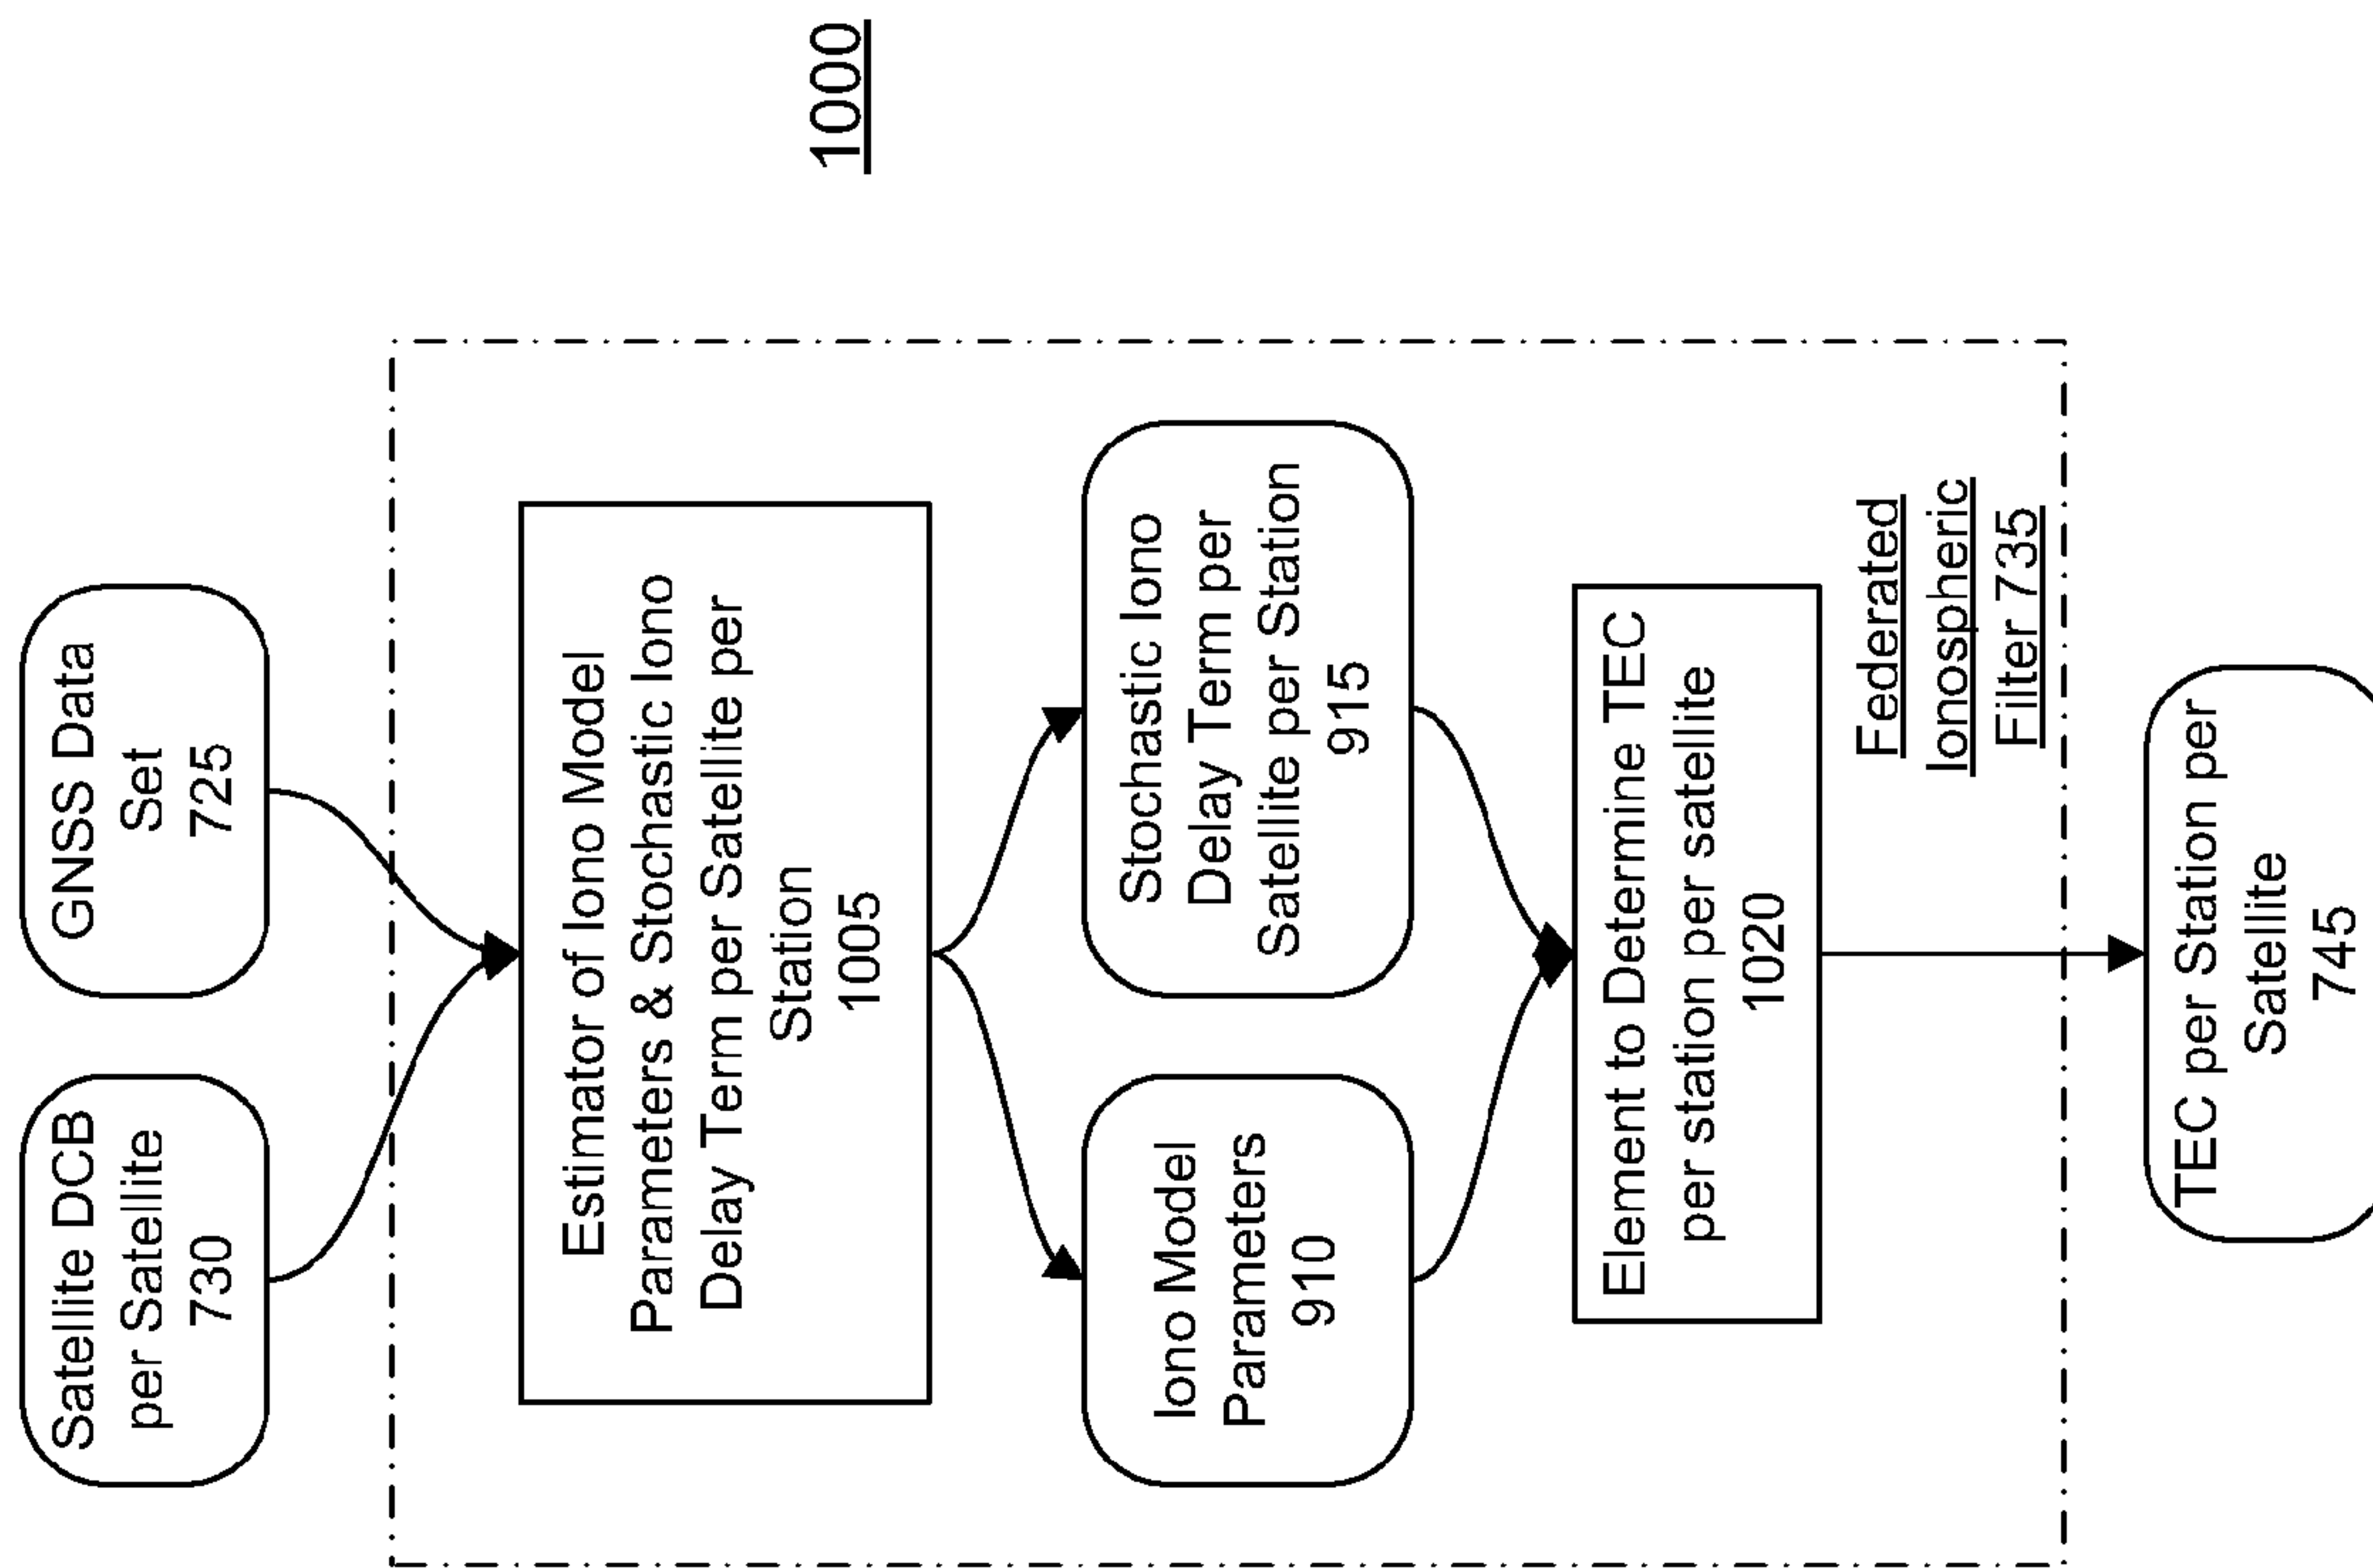 1000
Satellite DCB
per Satellite
730
GNSS Data
Set
725
Estimator of Iono Model
Parameters & Stochastic Iono
Delay Term per Satellite per
Station
1005
Iono Model
Parameters
910
Stochastic Iono
Delay Term per
Satellite per Station
915
Element to Determine TEC
per station per satellite
1020
Federated
Ionospheric
Filter 735
TEC per Station per
Satellite
745